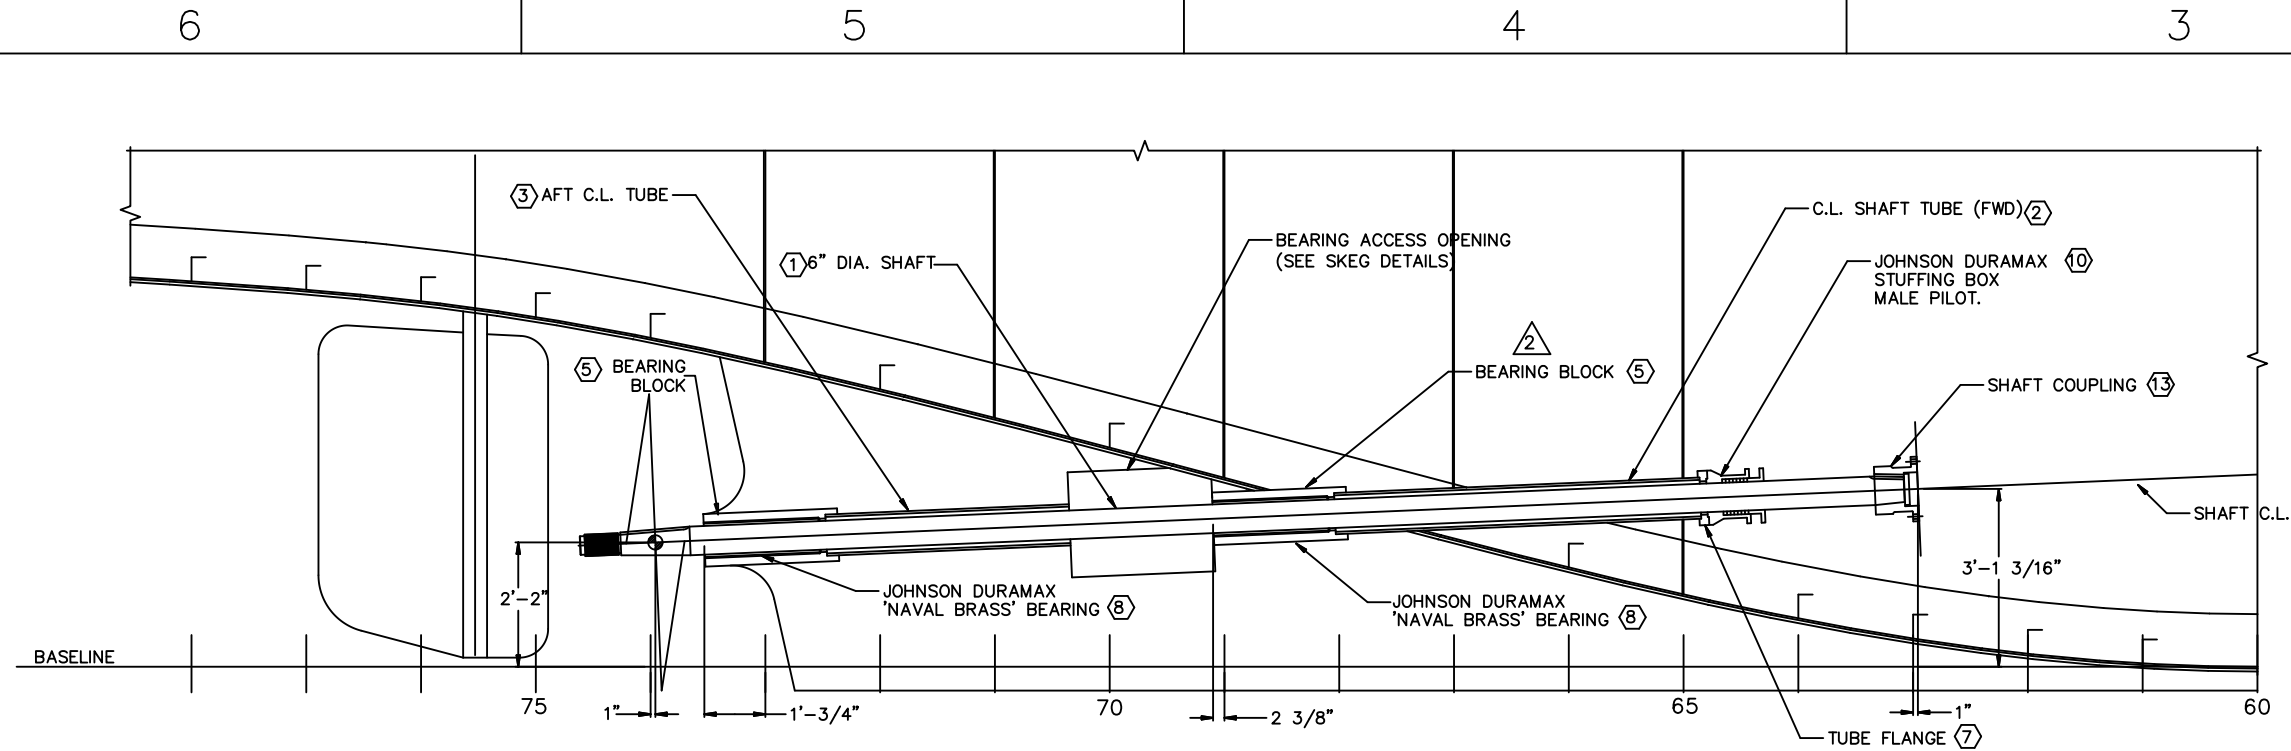 6 5 4 3
3 AFT C.L. TUBE
C.L. SHAFT TUBE (FWD) 2
BEARING ACCESS OPENING
(SEE SKEG DETAILS)
1 6" DIA. SHAFT
JOHNSON DURAMAX 10
STUFFING BOX
MALE PILOT.
2
5 BEARING
BLOCK
BEARING BLOCK 5
SHAFT COUPLING 13
SHAFT C.L.
3'-1 3/16"
2'-2"
JOHNSON DURAMAX
'NAVAL BRASS' BEARING 8
JOHNSON DURAMAX
'NAVAL BRASS' BEARING 8
BASELINE
75 70 65 60
1" 1'-3/4" 2 3/8" 1"
TUBE FLANGE 7